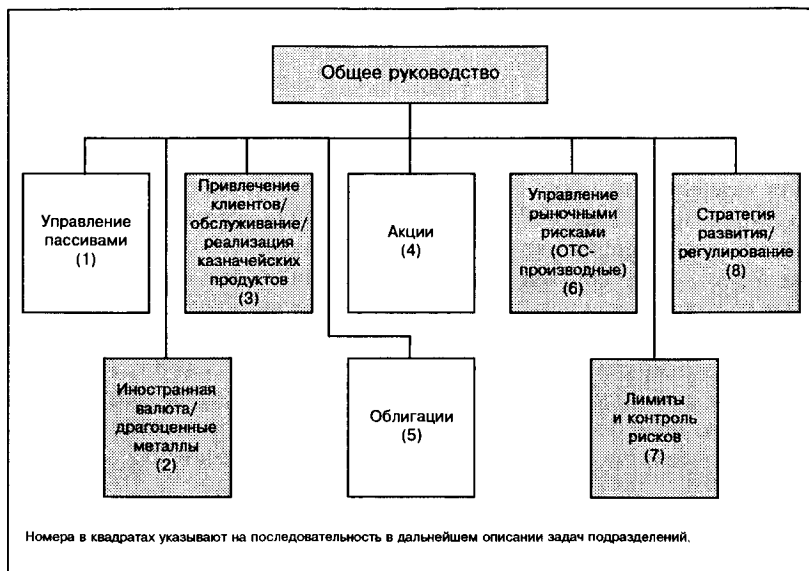 Общее руководство
Управление
пассивами
(1)
Привлечение
клиентов/
обслуживание/
реализация
казначейских
продуктов
(3)
Акции
(4)
Управление
рыночными
рисками
(ОТС-
производные)
(6)
Стратегия
развития/
регулирование
(8)
Иностранная
валюта/
драгоценные
металлы
(2)
Облигации
(5)
Лимиты
и контроль
рисков
(7)
Номера в квадратах указывают на последовательность в дальнейшем описании задач подразделений.